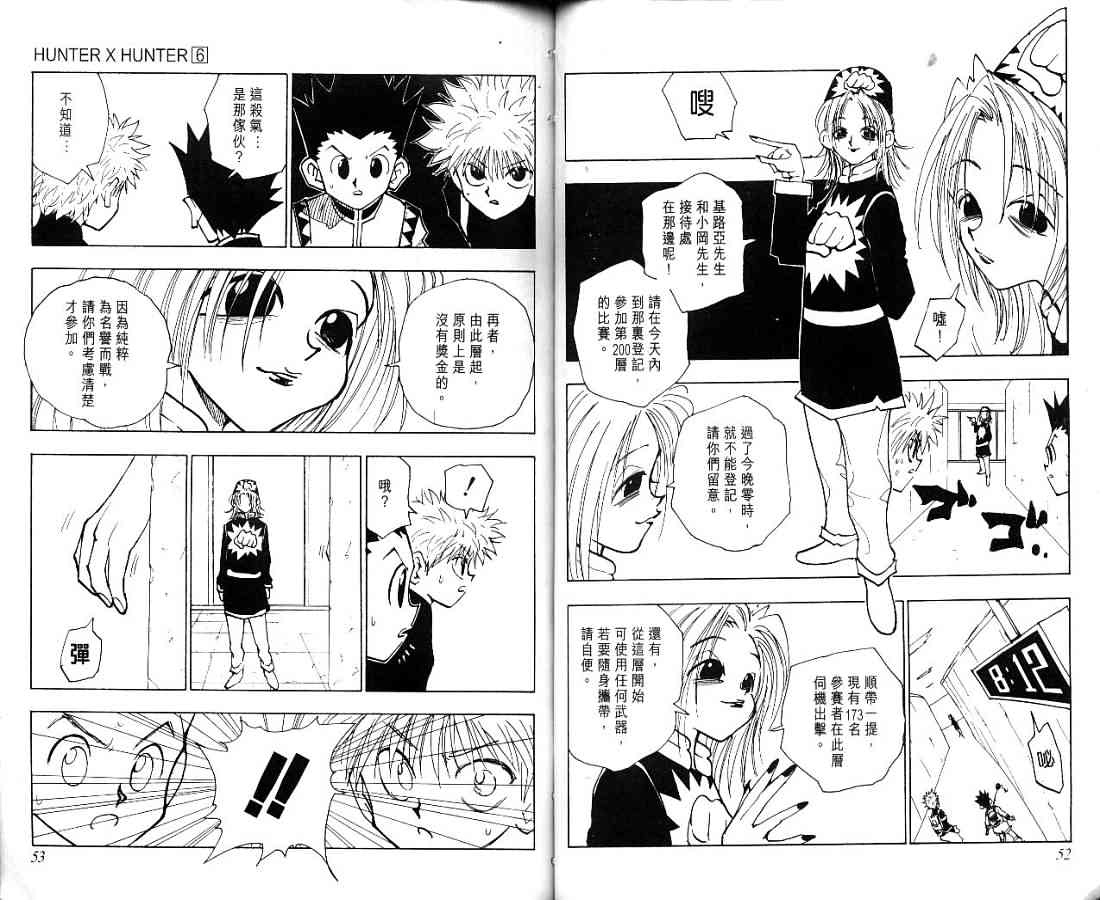 嗖
噓！
基路亞先生
和小岡先生，
接待處
在那邊呢！
請在今天內
到那裏登記
參加第200層
的比賽。
ゴ
ゴ
過了今晚零時，
就不能登記，
請你們留意。
8:12
順帶一提，
現有173名
參賽者在此層
伺機出擊。
還有，
從這層開始
可使用任何武器，
若要隨身攜帶，
請自便。
52
HUNTER X HUNTER 6
這殺氣…
是那傢伙？
不知道…
再者，
由此層起，
原則上是
沒有獎金的。
因為純粹
為名譽而戰，
請你們考慮清楚
才參加。
！
哦？
彈
!!
53